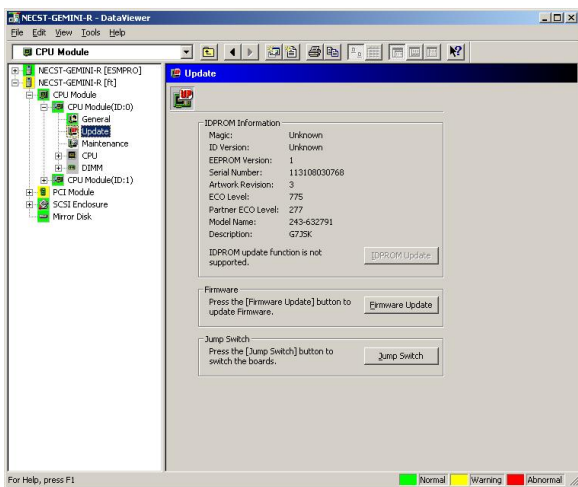 NECST-GEMINI-R - DataViewer
File Edit View Tools Help
CPU Module
NECST-GEMINI-R [ESMPRO]
NECST-GEMINI-R [ft]
CPU Module
CPU Module(ID:0)
General
Update
Maintenance
CPU
DIMM
CPU Module(ID:1)
PCI Module
SCSI Enclosure
Mirror Disk
Update
IDPROM Information
Magic: Unknown
ID Version: Unknown
EEPROM Version: 1
Serial Number: 113108030768
Artwork Revision: 3
ECO Level: 775
Partner ECO Level: 277
Model Name: 243-632791
Description: G7JSK
IDPROM update function is not
supported.
IDPROM Update
Firmware
Press the [Firmware Update] button to
update Firmware.
Firmware Update
Jump Switch
Press the [Jump Switch] button to
switch the boards.
Jump Switch
For Help, press F1
Normal
Warning
Abnormal